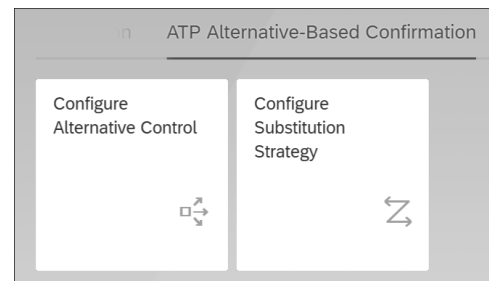 ATP Alternative-Based Confirmation
Configure
Alternative Control
Configure
Substitution
Strategy